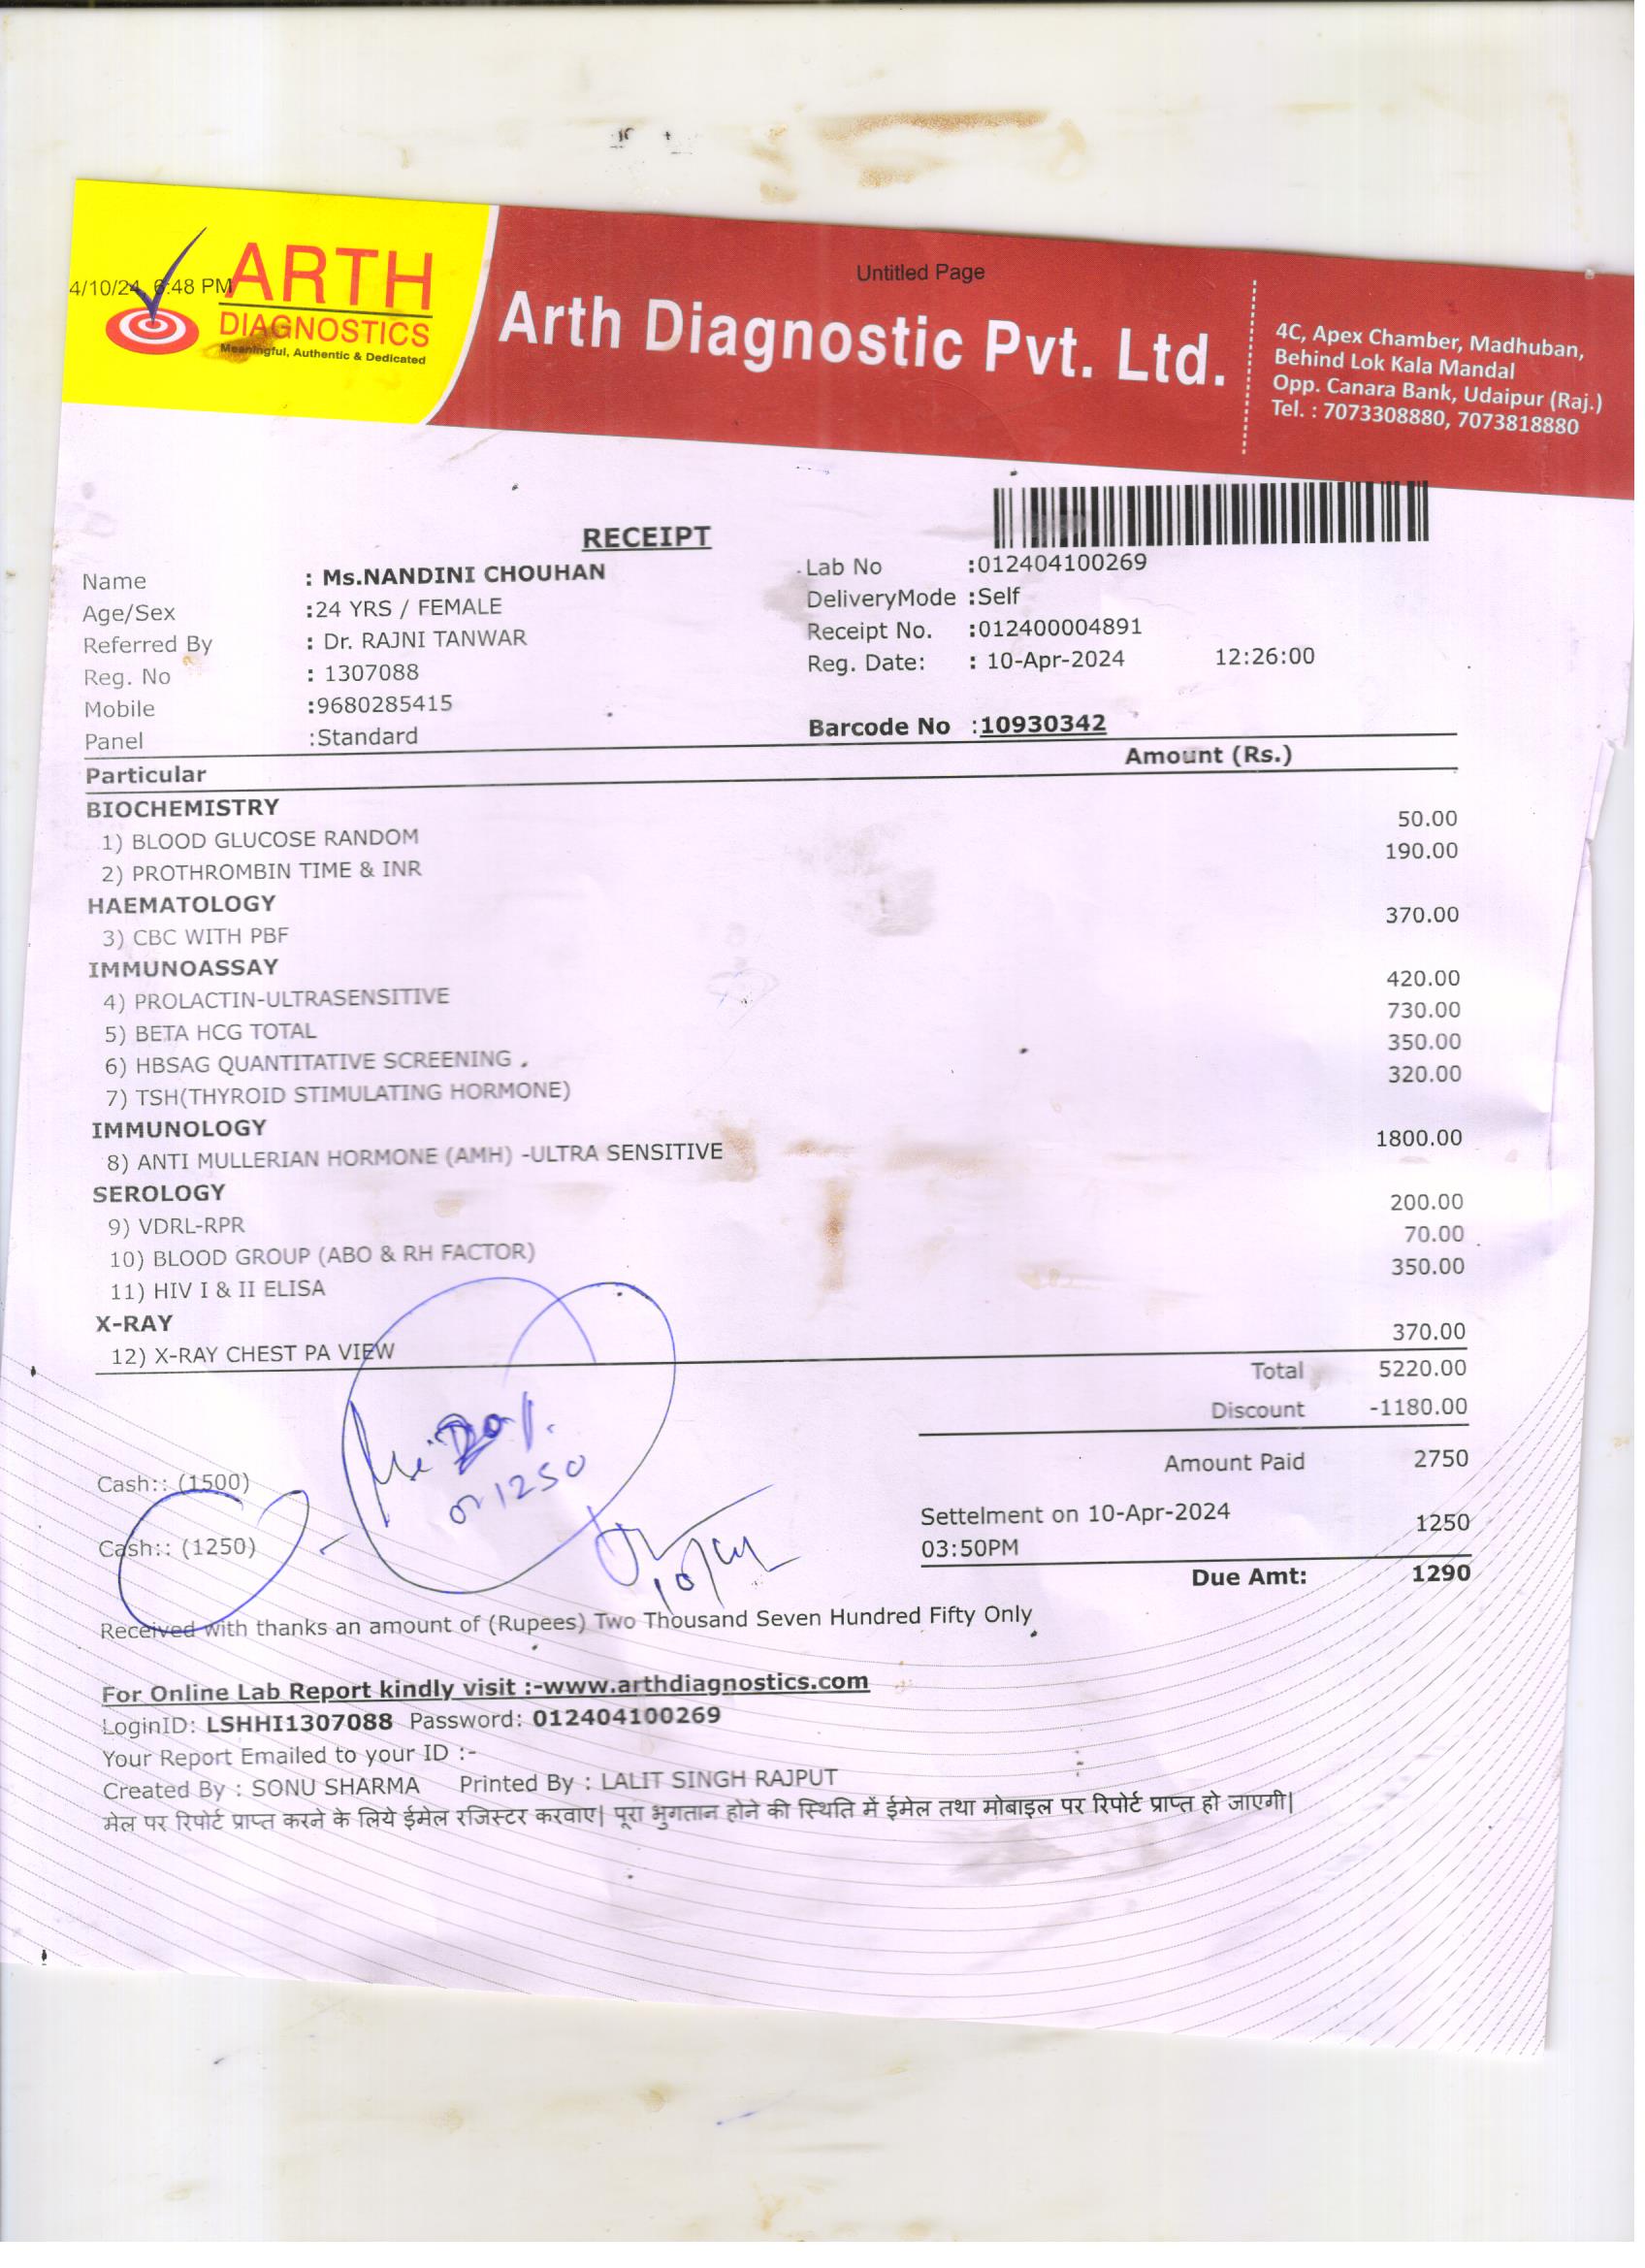 4/10/24, 6:48 PM
Untitled Page
ARTH
DIAGNOSTICS
Meaningful, Authentic & Dedicated
Arth Diagnostic Pvt. Ltd.
4C, Apex Chamber, Madhuban,
Behind Lok Kala Mandal
Opp. Canara Bank, Udaipur (Raj.)
Tel. : 7073308880, 7073818880
RECEIPT
Name : Ms.NANDINI CHOUHAN Lab No :012404100269
Age/Sex :24 YRS / FEMALE DeliveryMode :Self
Referred By : Dr. RAJNI TANWAR Receipt No. :012400004891
Reg. No : 1307088 Reg. Date: : 10-Apr-2024 12:26:00
Mobile :9680285415
Panel :Standard Barcode No :10930342
Particular Amount (Rs.)
BIOCHEMISTRY
1) BLOOD GLUCOSE RANDOM 50.00
2) PROTHROMBIN TIME & INR 190.00
HAEMATOLOGY
3) CBC WITH PBF 370.00
IMMUNOASSAY
4) PROLACTIN-ULTRASENSITIVE 420.00
5) BETA HCG TOTAL 730.00
6) HBSAG QUANTITATIVE SCREENING . 350.00
7) TSH(THYROID STIMULATING HORMONE) 320.00
IMMUNOLOGY
8) ANTI MULLERIAN HORMONE (AMH) -ULTRA SENSITIVE 1800.00
SEROLOGY
9) VDRL-RPR 200.00
10) BLOOD GROUP (ABO & RH FACTOR) 70.00
11) HIV I & II ELISA 350.00
X-RAY
12) X-RAY CHEST PA VIEW 370.00
Total 5220.00
Discount -1180.00
Amount Paid 2750
Cash:: (1500)
1250
Settelment on 10-Apr-2024 1250
03:50PM
Cash:: (1250)
Due Amt: 1290
Received with thanks an amount of (Rupees) Two Thousand Seven Hundred Fifty Only
For Online Lab Report kindly visit :-www.arthdiagnostics.com
LoginID: LSHHI1307088 Password: 012404100269
Your Report Emailed to your ID :-
Created By : SONU SHARMA Printed By : LALIT SINGH RAJPUT
मेल पर रिपोर्ट प्राप्त करने के लिये ईमेल रजिस्टर करवाए| पूरा भुगतान होने की स्थिति में ईमेल तथा मोबाइल पर रिपोर्ट प्राप्त हो जाएगी|